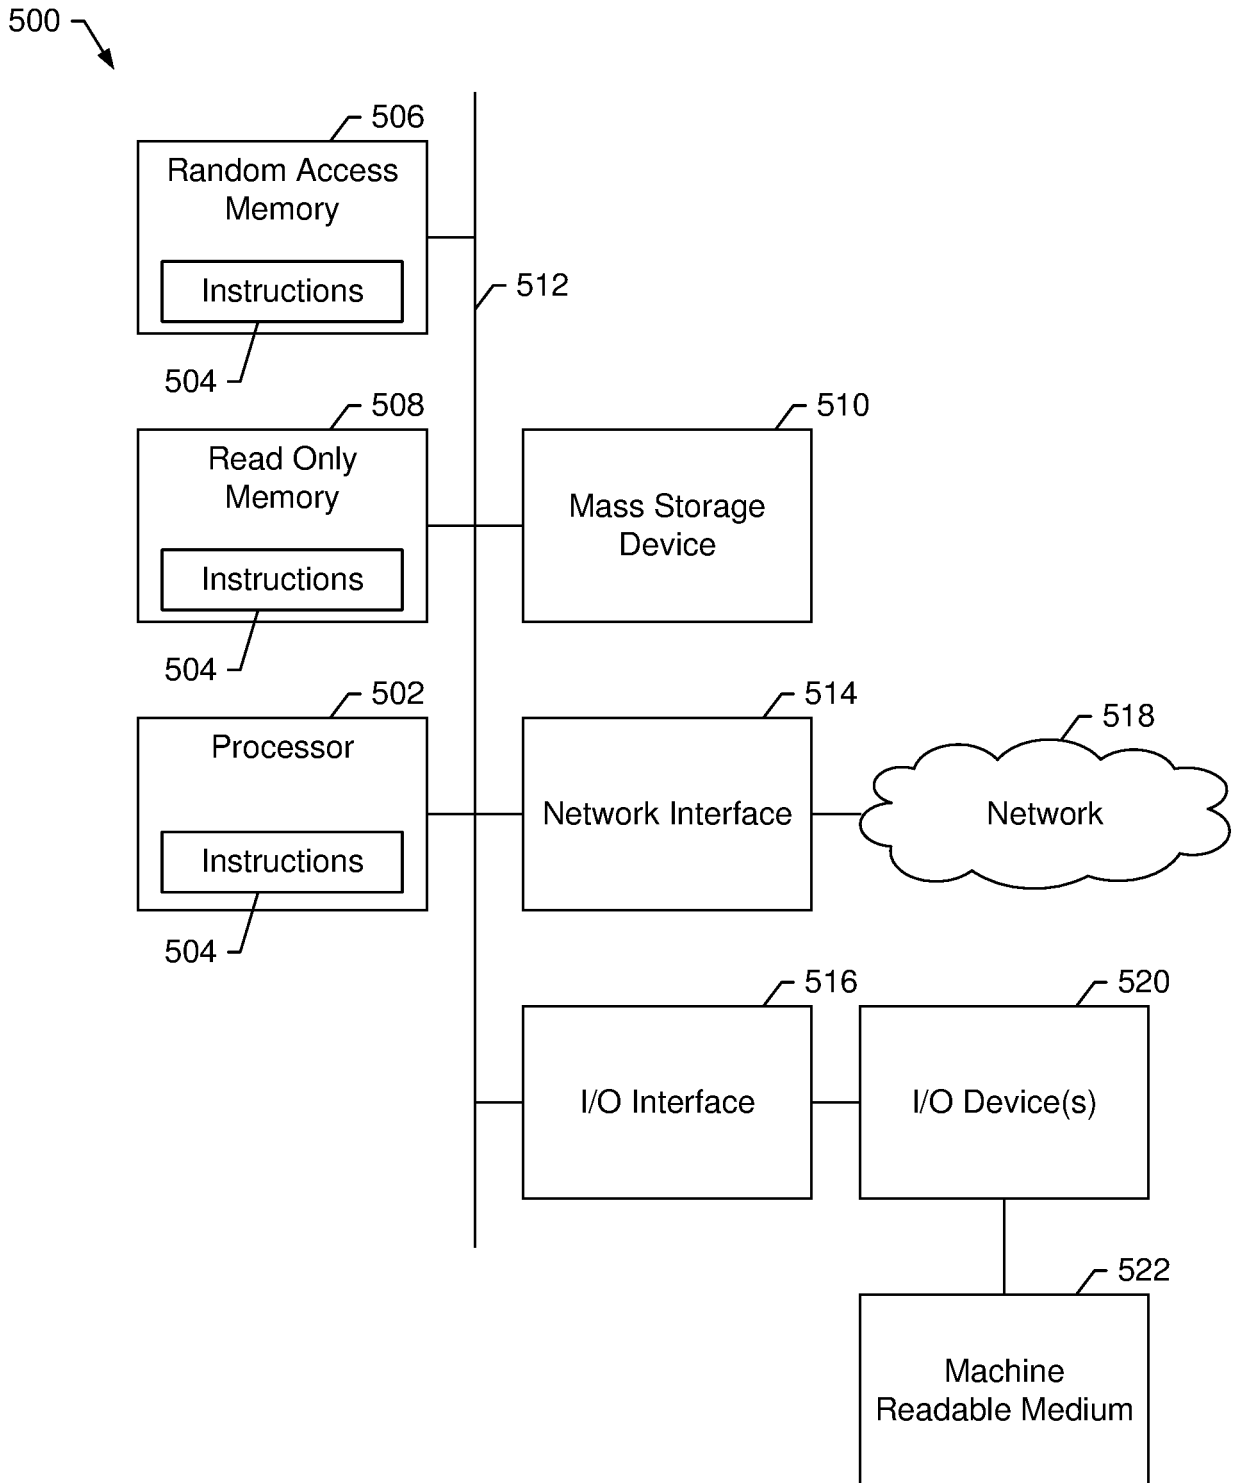 500
506
Random Access
Memory
Instructions
512
504
508
510
Read Only
Memory
Mass Storage
Device
Instructions
504
502
514
518
Processor
Network Interface
Network
Instructions
504
516
520
I/O Interface
I/O Device(s)
522
Machine
Readable Medium